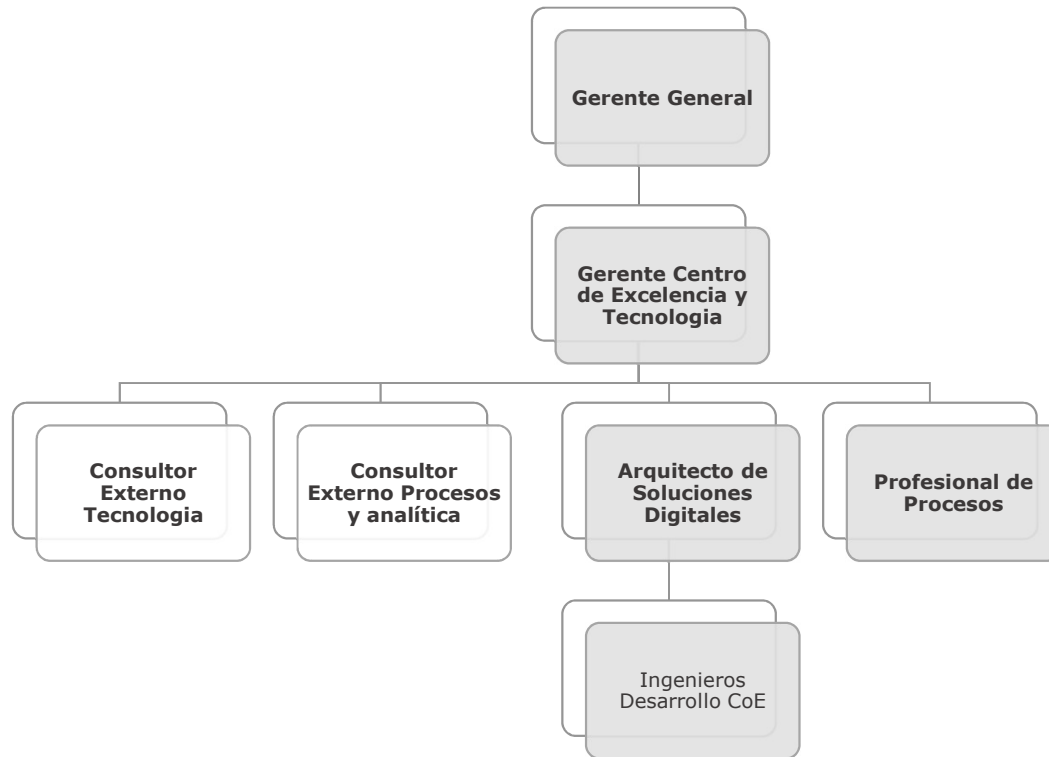 Gerente General
Gerente Centro
de Excelencia y
Tecnologia
Consultor
Externo
Tecnologia
Consultor
Externo Procesos
y analítica
Arquitecto de
Soluciones
Digitales
Profesional de
Procesos
Ingenieros
Desarrollo CoE